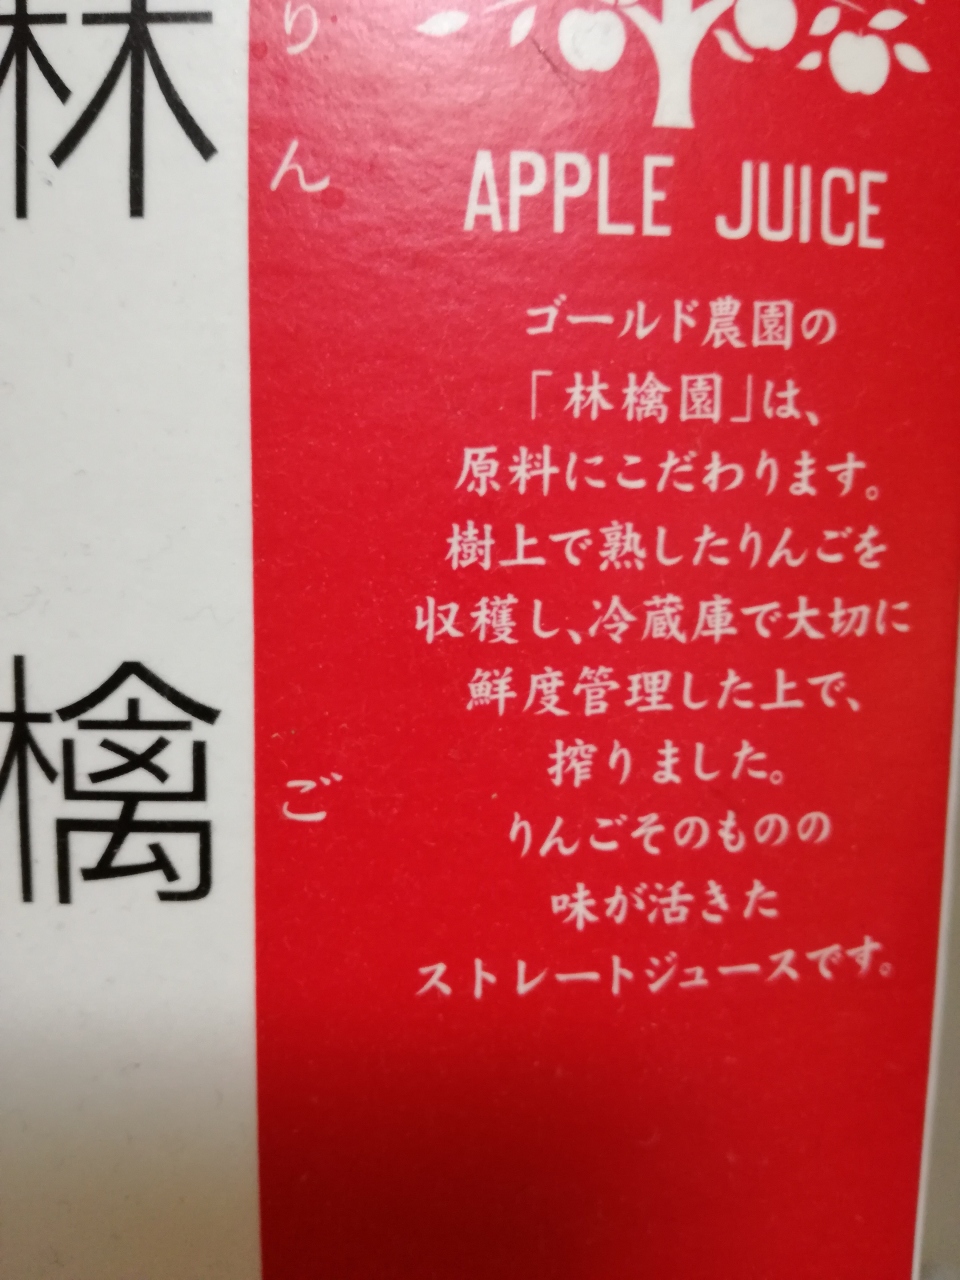 林檎
りんご
APPLE JUICE
ゴールド農園の
「林檎園」は、
原料にこだわります。
樹上で熟したりんごを
収穫し、冷蔵庫で大切に
鮮度管理した上で、
搾りました。
りんごそのものの
味が活きた
ストレートジュースです。